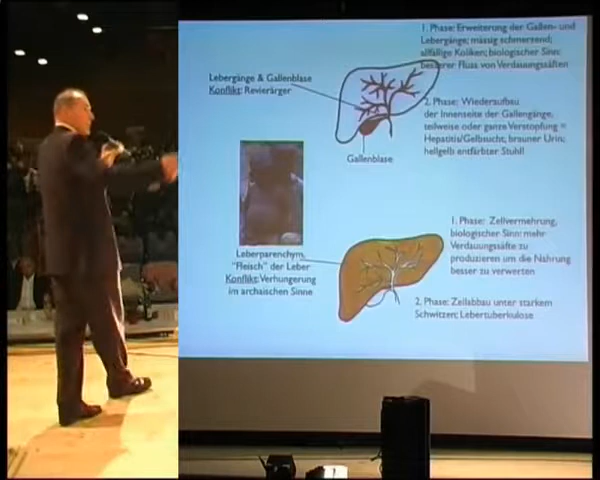 1. Phase: Erweiterung der Gallen- und
Lebergänge; mässig schmerzend;
allfällige Koliken; biologischer Sinn:
besserer Fluss von Verdauungssäften
Lebergänge & Gallenblase
Konflikt: Revierärger
2. Phase: Wiederaufbau
der Innenseite der Gallengänge,
teilweise oder ganze Verstopfung =
Hepatitis/Gelbsucht, brauner Urin;
hellgelb entfärbter Stuhl!
Gallenblase
1. Phase: Zellvermehrung,
biologischer Sinn: mehr
Verdauungssäfte zu
produzieren um die Nahrung
besser zu verwerten
Leberparenchym,
"Fleisch" der Leber
Konflikt: Verhungerung
im archaischen Sinne
2. Phase: Zellabbau unter starkem
Schwitzen: Lebertuberkulose